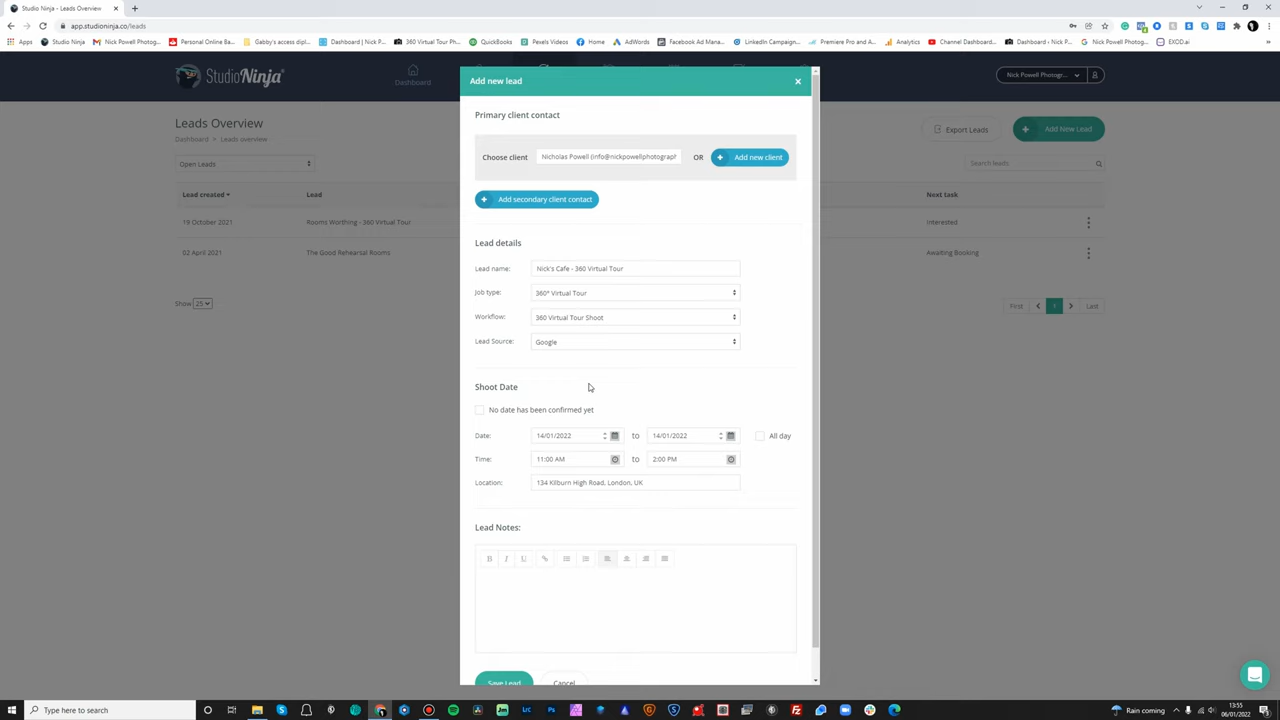 Studio Ninja - Leads Overview
app.studioninja.co/leads
Apps
Studio Ninja
Nick Powell Photog...
Personal Online Ba...
Gabby's access dipl...
Dashboard | Nick P...
360 Virtual Tour Ph...
QuickBooks
Pexels Videos
Home
AdWords
Facebook Ad Mana...
LinkedIn Campaign...
Premiere Pro and A...
Analytics
Channel Dashboard...
Dashboard ‹ Nick P...
Nick Powell Photog...
EXOD.ai
STUDIONINJA
Dashboard
Nick Powell Photogr...
Add new lead
Leads Overview
Dashboard
Leads overview
Export Leads
Add New Lead
Open Leads
Search leads
Lead created
Lead
Next task
19 October 2021
Rooms Worthing - 360 Virtual Tour
Interested
02 April 2021
The Good Rehearsal Rooms
Awaiting Booking
Show 25
First
1
Last
Primary client contact
Choose client
Nicholas Powell (info@nickpowellphotograph
OR
Add new client
Add secondary client contact
Lead details
Lead name:
Nick's Cafe - 360 Virtual Tour
Job type:
360° Virtual Tour
Workflow:
360 Virtual Tour Shoot
Lead Source:
Google
Shoot Date
No date has been confirmed yet
Date:
14/01/2022
to
14/01/2022
All day
Time:
11:00 AM
to
2:00 PM
Location:
134 Kilburn High Road, London, UK
Lead Notes:
B I U
Save Lead
Cancel
Type here to search
Rain coming
13:55
06/01/2022